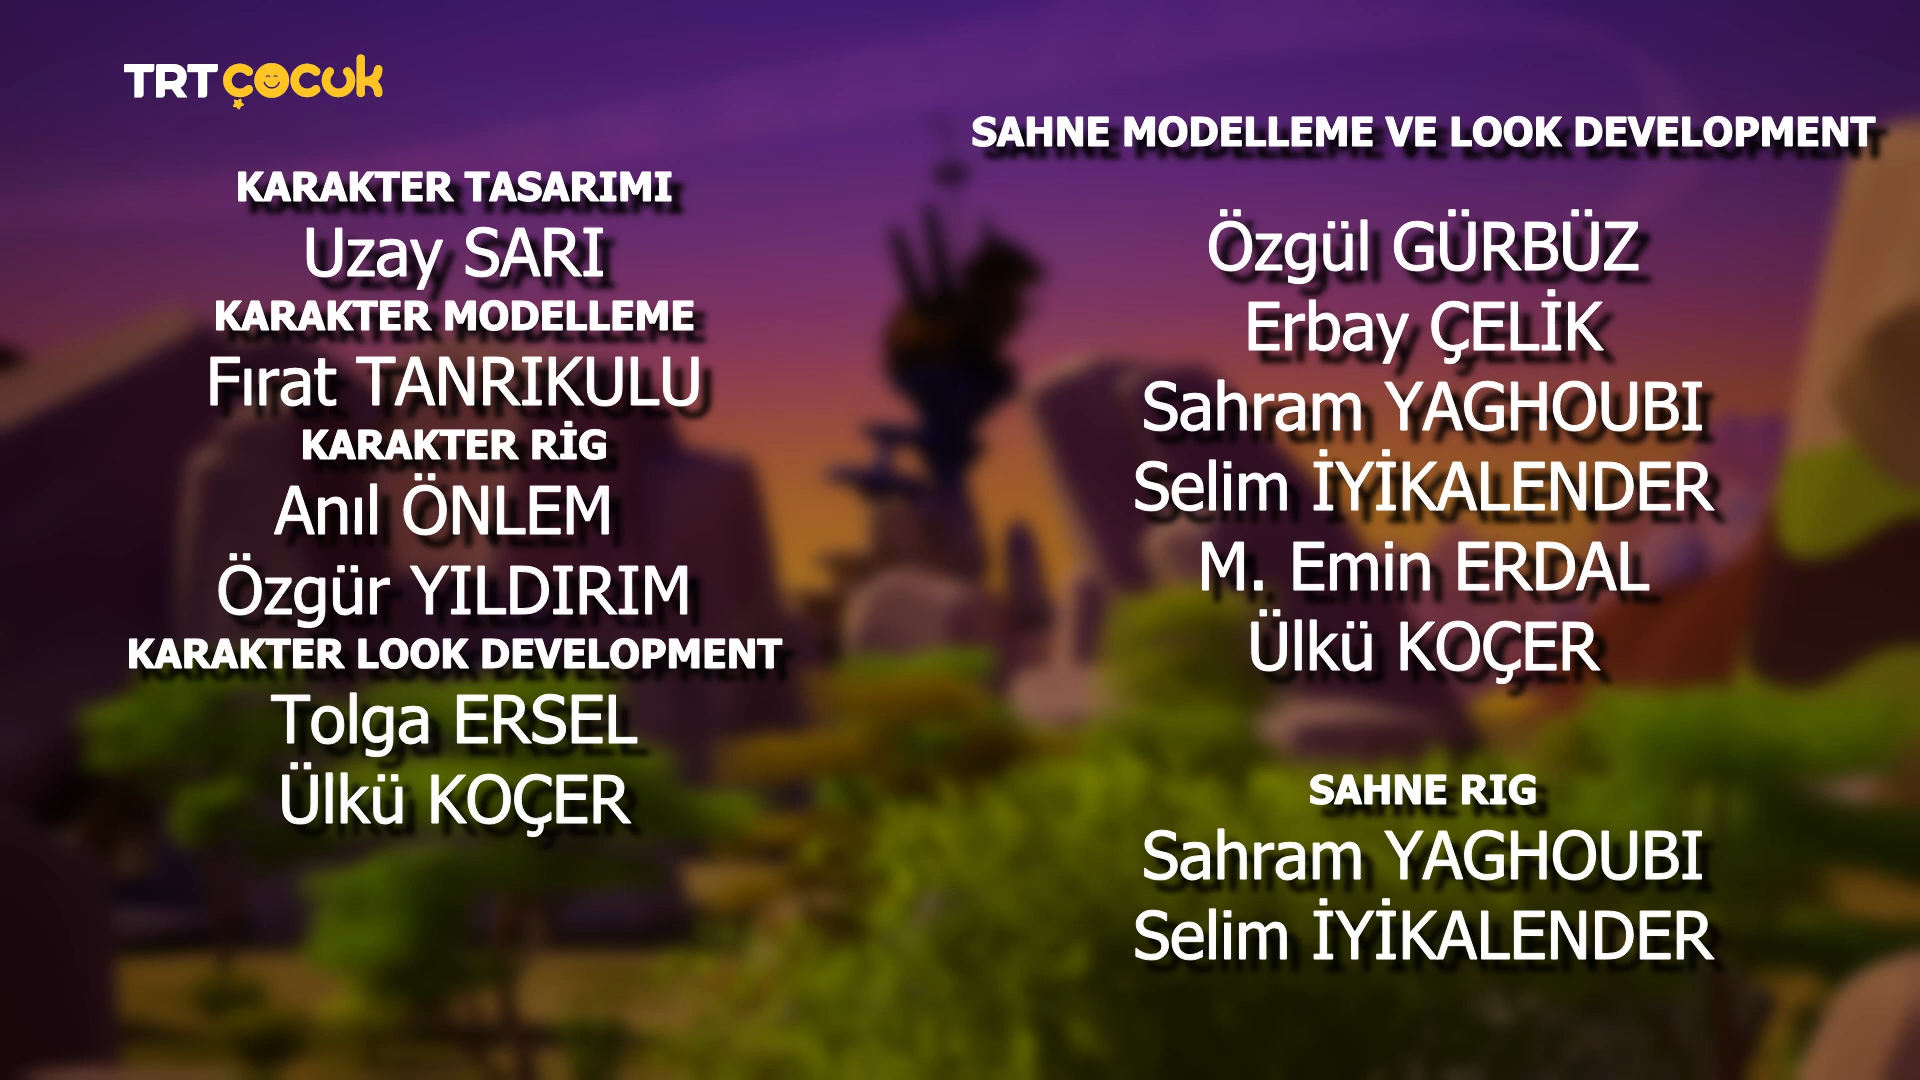 TRT çocuk
KARAKTER TASARIMI
Uzay SARI
KARAKTER MODELLEME
Fırat TANRIKULU
KARAKTER RİG
Anıl ÖNLEM
Özgür YILDIRIM
KARAKTER LOOK DEVELOPMENT
Tolga ERSEL
Ülkü KOÇER
SAHNE MODELLEME VE LOOK DEVELOPMENT
Özgül GÜRBÜZ
Erbay ÇELİK
Sahram YAGHOUBI
Selim İYİKALENDER
M. Emin ERDAL
Ülkü KOÇER
SAHNE RIG
Sahram YAGHOUBI
Selim İYİKALENDER